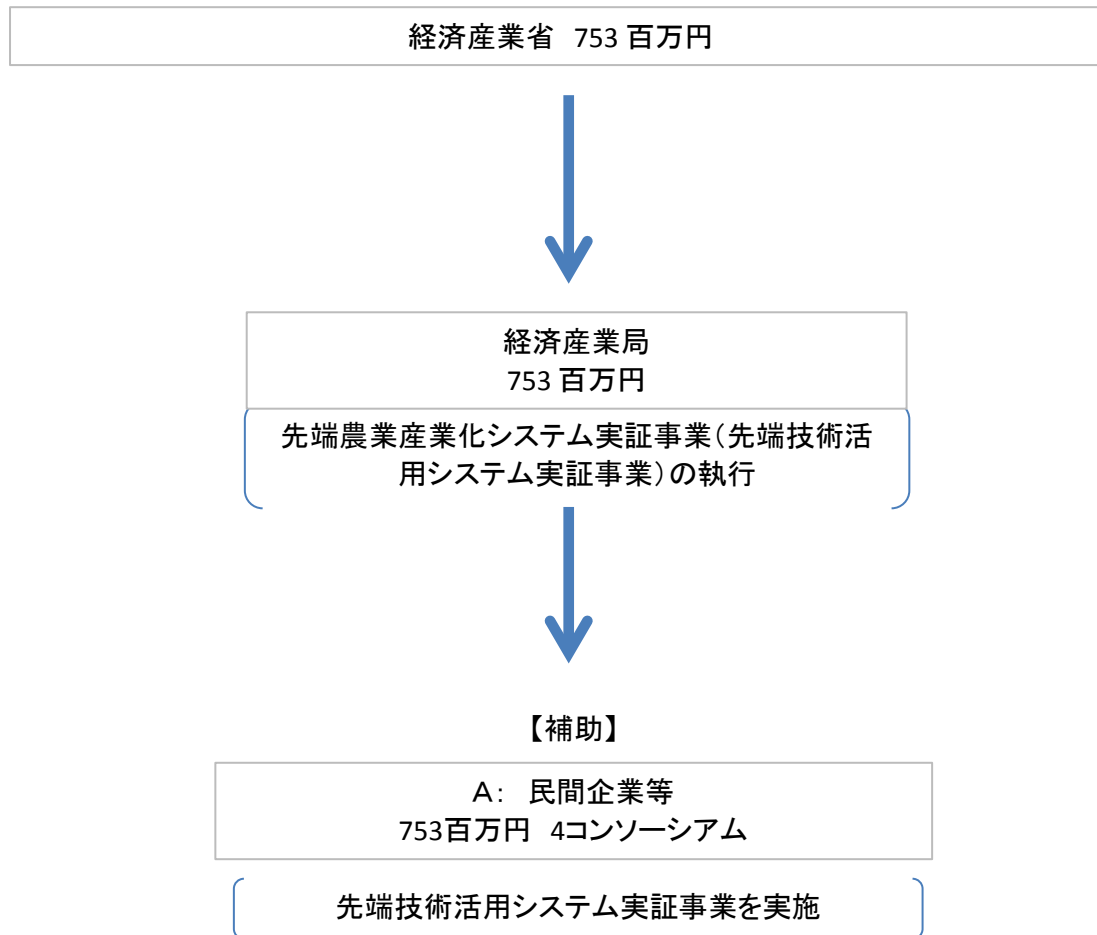 経済産業省 753 百万円
経済産業局
753 百万円
先端農業産業化システム実証事業(先端技術活
用システム実証事業)の執行
【補助】
A: 民間企業等
753百万円 4コンソーシアム
先端技術活用システム実証事業を実施